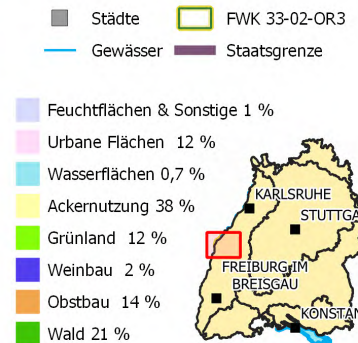 Städte
FWK 33-02-OR3
Gewässer
Staatsgrenze
Feuchtflächen & Sonstige 1 %
Urbane Flächen 12 %
Wasserflächen 0,7 %
Ackernutzung 38 %
Grünland 12 %
Weinbau 2 %
Obstbau 14 %
Wald 21 %
KARLSRUHE
STUTTGA
FREIBURG IM
BREISGAU
KONSTAN